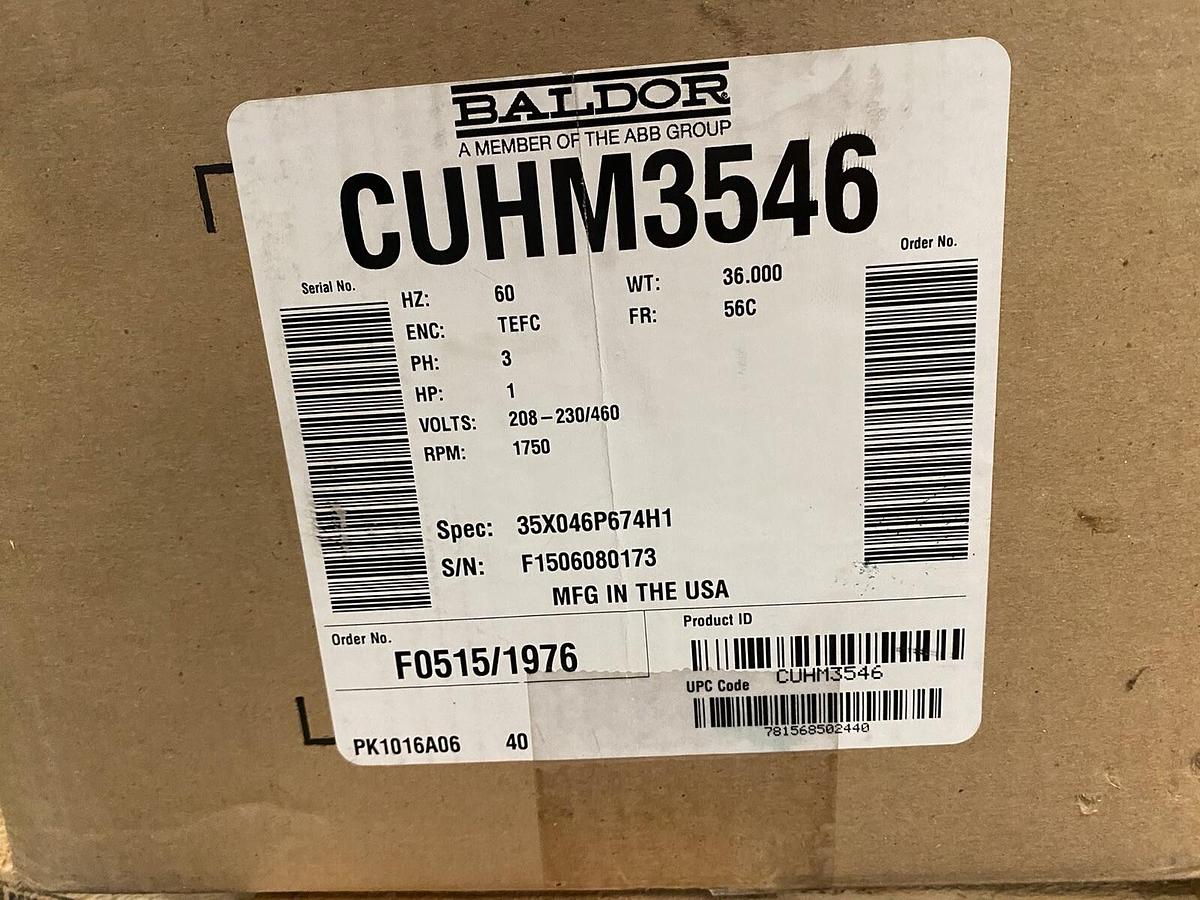 BALDOR
A MEMBER OF THE ABB GROUP
CUHM3546
Serial No.
Order No.
HZ: 60 WT: 36.000
ENC: TEFC FR: 56C
PH: 3
HP: 1
VOLTS: 208-230/460
RPM: 1750
Spec: 35X046P674H1
S/N: F1506080173
MFG IN THE USA
Order No.
F0515/1976
Product ID
CUHM3546
UPC Code
781568502440
PK1016A06 40